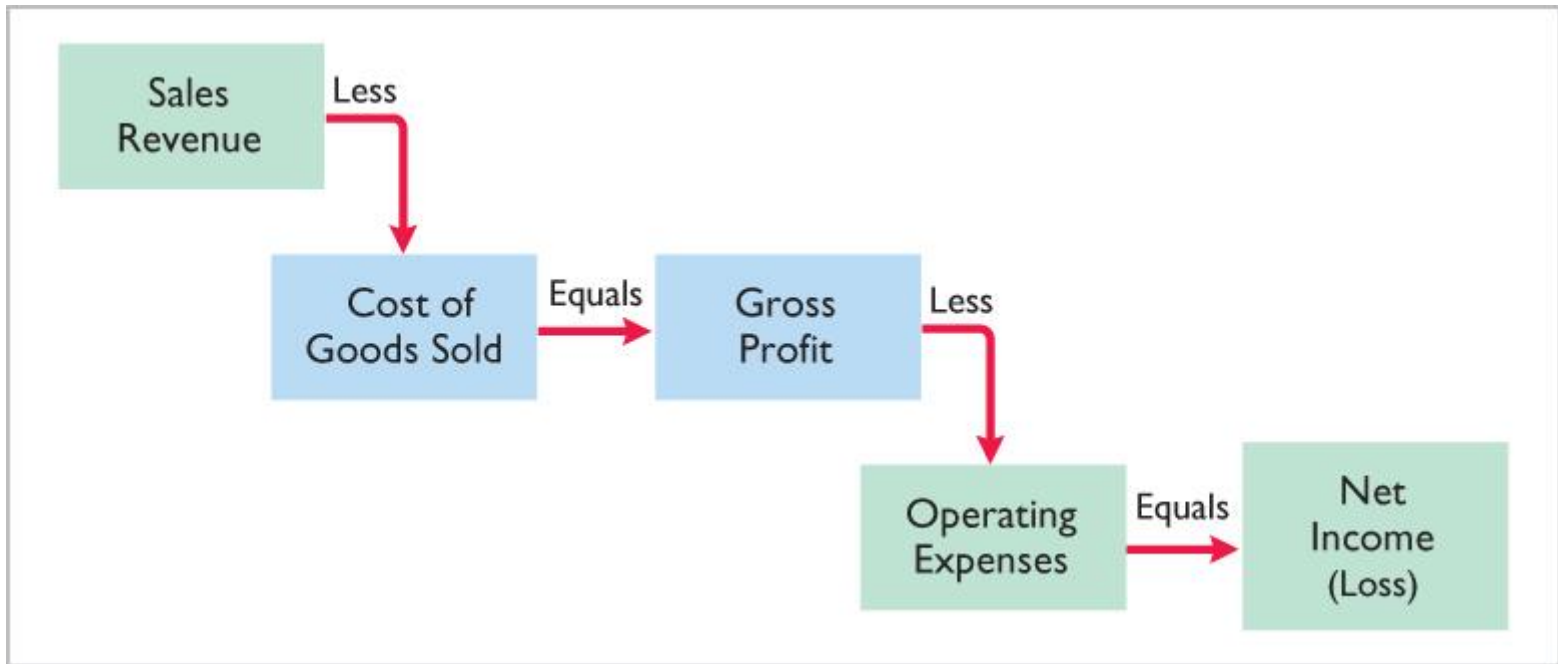 Sales
Revenue
Less
Cost of
Goods Sold
Equals
Gross
Profit
Less
Operating
Expenses
Equals
Net
Income
(Loss)